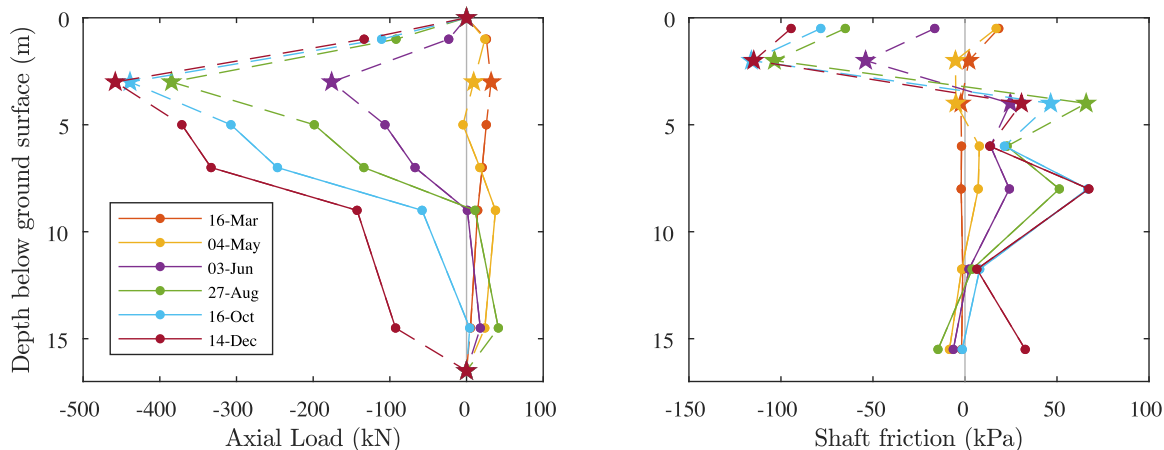 Depth below ground surface (m)
0
5
10
15
-500
-400
-300
-200
-100
0
100
Axial Load (kN)
16-Mar
04-May
03-Jun
27-Aug
16-Oct
14-Dec
0
5
10
15
-150
-100
-50
0
50
100
Shaft friction (kPa)